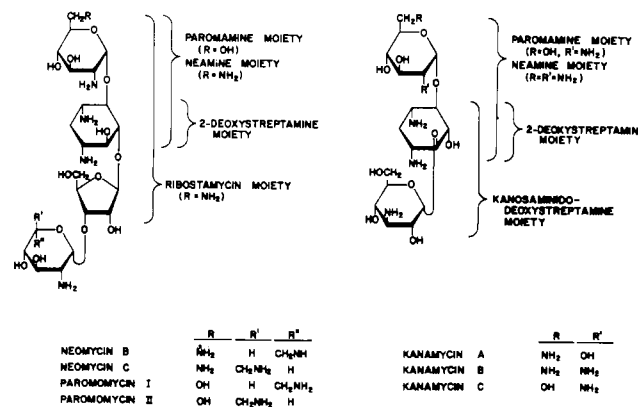 CH2R
O
OH
HO
H2N
O
NH2
HO
NH2
O
HOCH2
O
O
OH
R'
R"
O
OH
HO
NH2
PAROMAMINE MOIETY
(R=OH)
NEAMINE MOIETY
(R=NH2)
2-DEOXYSTREPTAMINE
MOIETY
RIBOSTAMYCIN MOIETY
(R = NH2)
CH2R
O
OH
HO
R'
O
NH2
O
NH2
OH
HOCH2
O
HO
NH2
OH
PAROMAMINE MOIETY
(R=OH, R'=NH2)
NEAMINE MOIETY
(R=R'=NH2)
2-DEOKYSTREPTAMIN
MOIETY
KANOSAMINIDO-
DEOXYSTREPTAMINE
MOIETY
R R' R"
NEOMYCIN B NH2 H CH2NH
NEOMYCIN C NH2 CH2NH2 H
PAROMOMYCIN I OH H CH2NH2
PAROMOMYCIN II OH CH2NH2 H
R R'
KANAMYCIN A NH2 OH
KANAMYCIN B NH2 NH2
KANAMYCIN C OH NH2